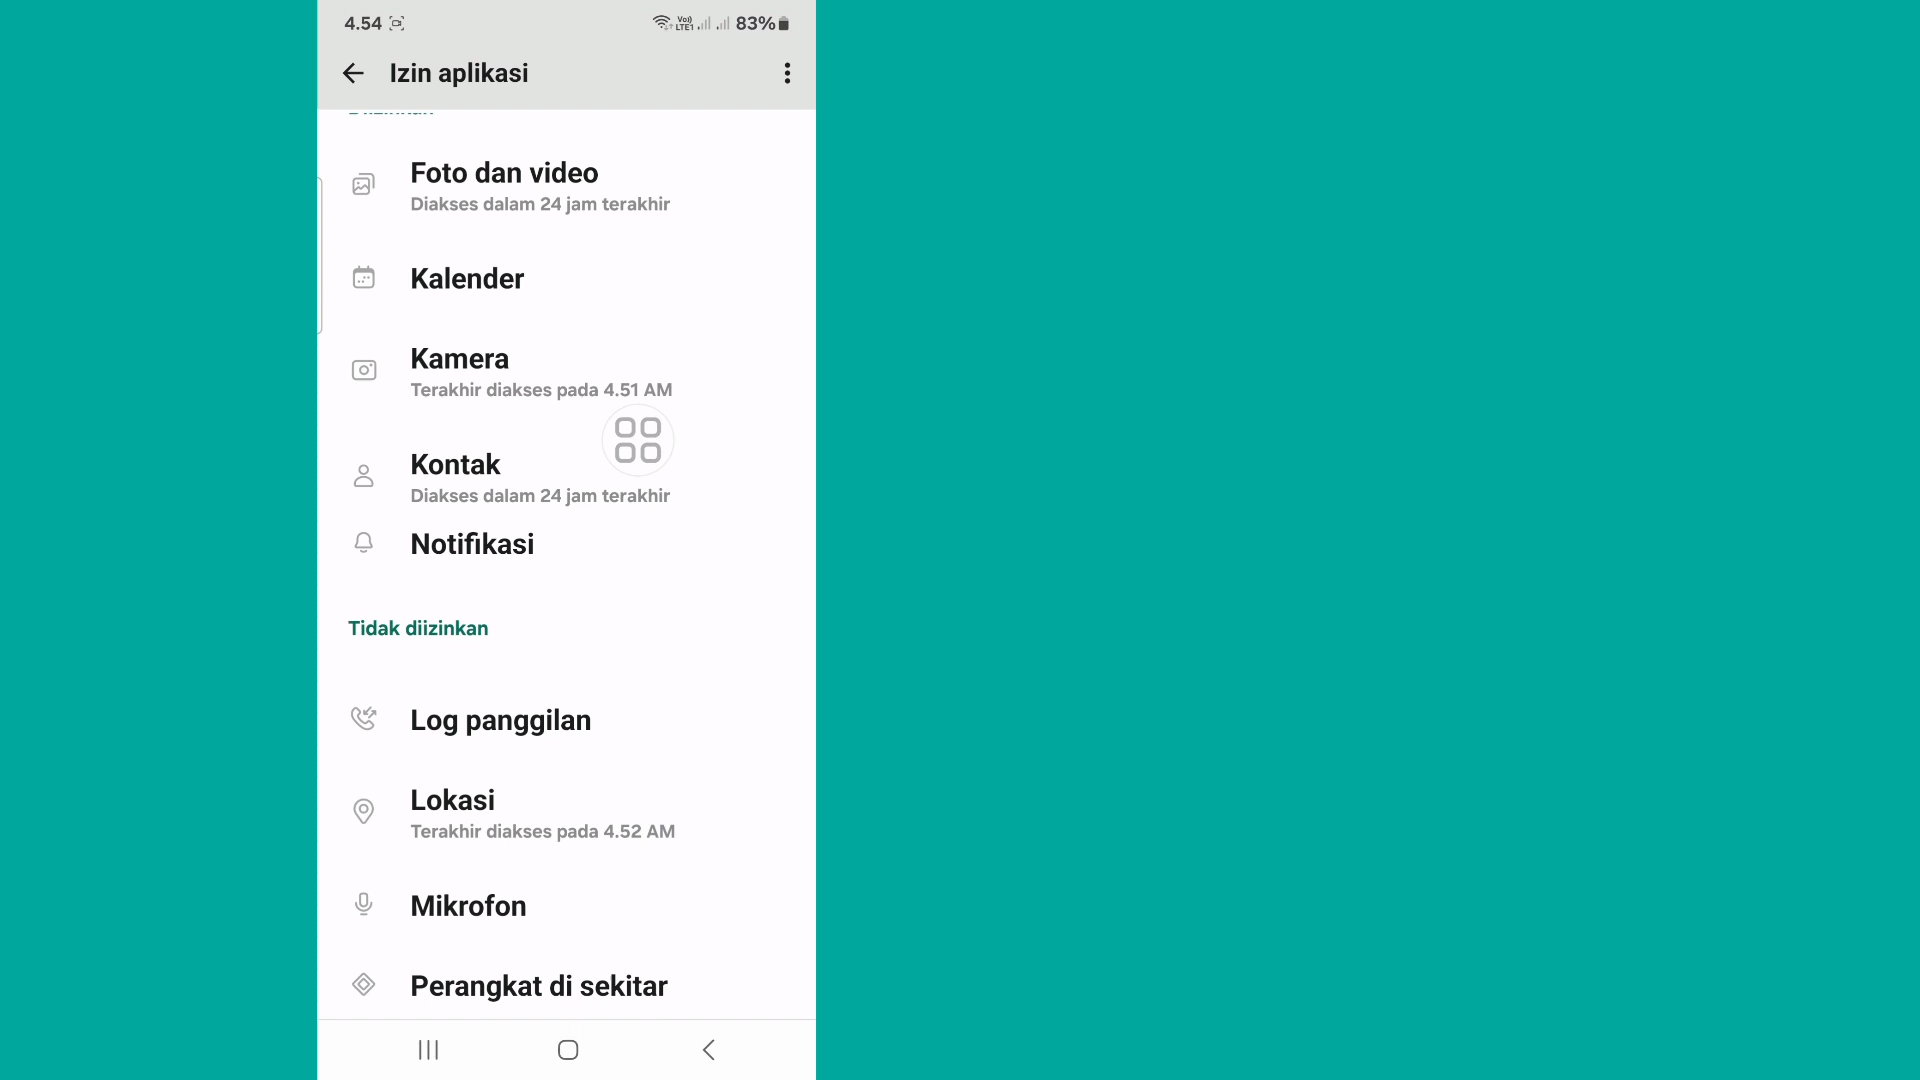 4.54
Vo))
LTE1
83%
Izin aplikasi
Foto dan video
Diakses dalam 24 jam terakhir
Kalender
Kamera
Terakhir diakses pada 4.51 AM
Kontak
Diakses dalam 24 jam terakhir
Notifikasi
Tidak diizinkan
Log panggilan
Lokasi
Terakhir diakses pada 4.52 AM
Mikrofon
Perangkat di sekitar